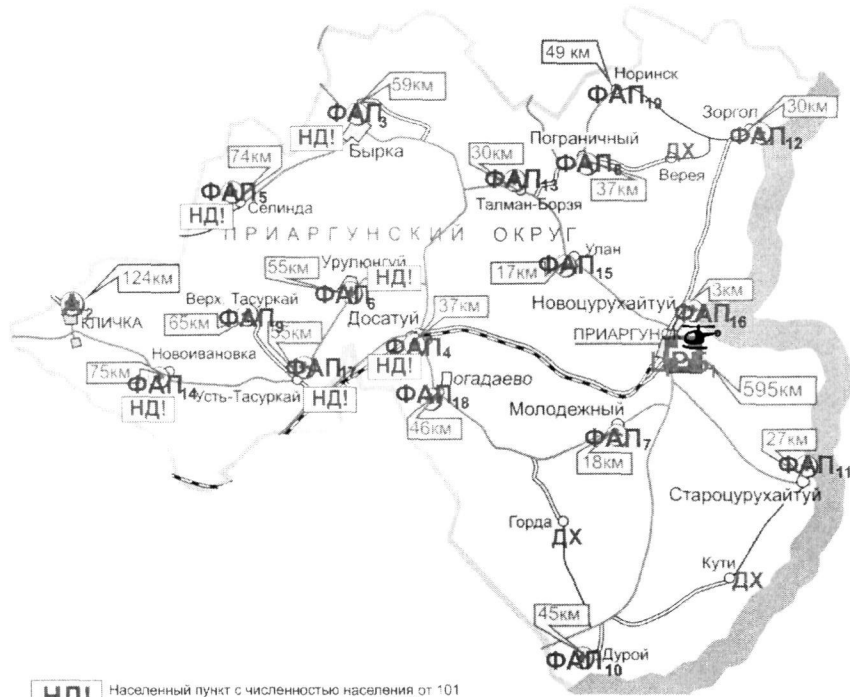 49 км
Норинск
ФАП19
59км
ФАП3
НД!
Бырка
Зоргол
30км
ФАП12
Пограничный
ФАП8
37км
ДХ
Верея
30км
ФАП13
Талман-Борзя
74км
ФАП5
НД!
Селинда
ПРИАРГУНСКИЙ ОКРУГ
Улан
17км
ФАП15
Урулюнгуй
55км
НД!
ФАП6
124км
КЛИЧКА
Верх. Тасуркай
65км
ФАП9
55км
ФАП17
НД!
Усть-Тасуркай
Новоивановка
75км
ФАП14
НД!
Досатуй
37км
ФАП4
НД!
Погадаево
ФАП18
46км
Новоцурухайтуй
3км
ФАП16
ПРИАРГУН
595км
Молодежный
ФАП7
18км
27км
ФАП11
Староцурухайтуй
Горда
ДХ
Кути
ДХ
45км
Дурой
ФАП10
НД! Населенный пункт с численностью населения от 101